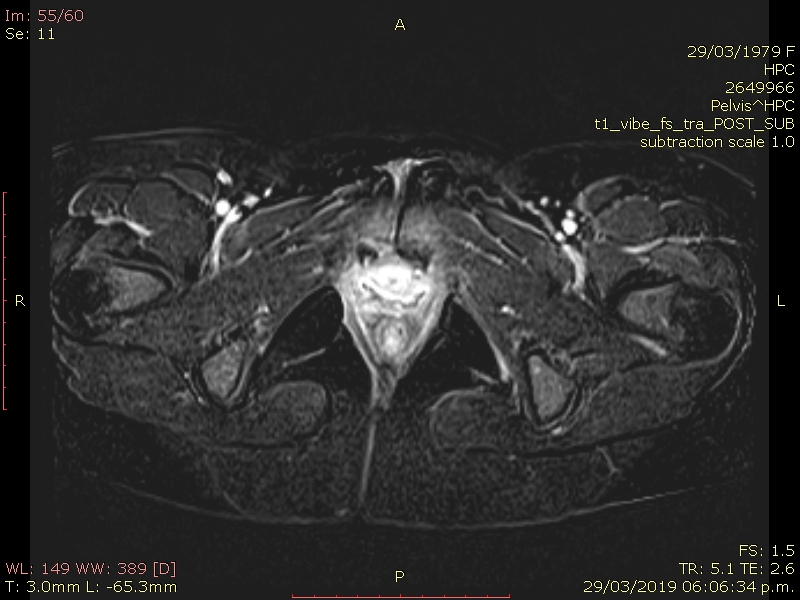 Im: 55/60
Se: 11
A
29/03/1979 F
HPC
2649966
Pelvis^HPC
t1_vibe_fs_tra_POST_SUB
subtraction scale 1.0
R
L
WL: 149 WW: 389 [D]
T: 3.0mm L: -65.3mm
P
FS: 1.5
TR: 5.1 TE: 2.6
29/03/2019 06:06:34 p.m.